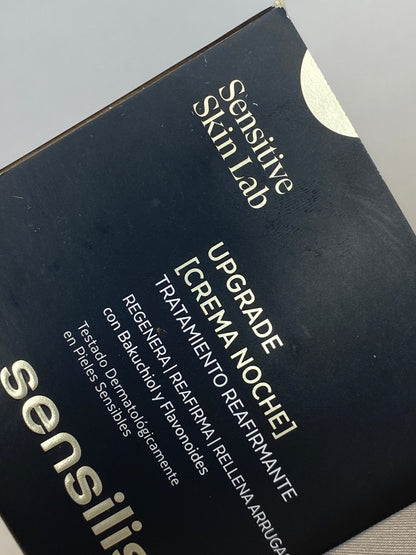 Sensitive
Skin Lab
UPGRADE
[CREMA NOCHE]
TRATAMIENTO REAFIRMANTE
REGENERA | REAFIRMA | RELLENA ARRUGA
con Bakuchiol y Flavonoides
Testado Dermatológicamente
en Pieles Sensibles
sensilis